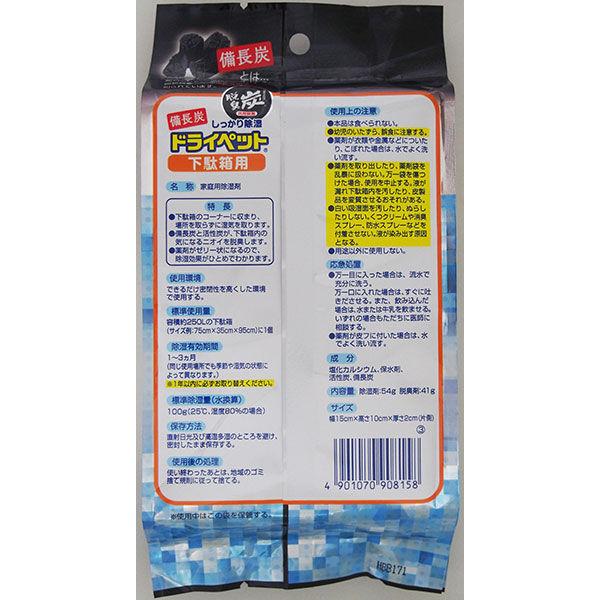 備長炭
とは…
脱臭
炭
備長炭
しっかり除湿
ドライペット
下駄箱用
名 称 家庭用除湿剤
特 長
●下駄箱のコーナーに収まり、
場所を取らずに湿気を取ります。
●備長炭と活性炭が、下駄箱内の
気になるニオイを脱臭します。
●薬剤がゼリー状になるので、
除湿効果がひとめでわかります。
使用環境
できるだけ密閉性を高くした環境
で使用する。
標準使用量
容積約250Lの下駄箱
(サイズ例:75cm×35cm×95cm)に1個
除湿有効期間
1～3ヵ月
(同じ使用場所でも季節や湿気の状態に
よって異なります。)
※1年以内に必ずお取り替えください。
標準除湿量(水換算)
100g(25℃、湿度80%の場合)
保存方法
直射日光及び高温多湿のところを避け、
密封したまま保存する。
使用後の処理
使い終わったあとは、地域のゴミ
捨て規則に従って捨てる。
※使用中はこの袋を保管する。
使用上の注意
●本品は食べられない。
●幼児のいたずら、誤食に注意する。
●薬剤が衣類や金属などについた
り、こぼれた場合は、水でよく洗
い流す。
●薬剤を取り出したり、薬剤袋を
乱暴に扱わない。万一袋を傷つ
けた場合、使用を中止する。液が
漏れ下駄箱内を汚したり、皮製
品を変質させるおそれがある。
●白い吸湿面を汚したり、ぬらし
たりしない。くつクリームや消臭
スプレー、防水スプレーなどを
付着させない。液が染み出す原因
となる。
●用途以外に使用しない。
応急処置
●万一目に入った場合は、流水で
充分に洗う。
万一口に入れた場合は、すぐに吐
きださせる。また、飲み込んだ
場合は、水または牛乳を飲ませる。
いずれの場合もただちに医師に
相談する。
●薬剤が皮フに付いた場合は、水
でよく洗い流す。
成 分
塩化カルシウム、保水剤、
活性炭、備長炭
内容量 除湿剤:54g 脱臭剤:41g
サイズ
幅15cm×高さ10cm×厚さ2cm(片側)
③
4 901070 908158
HBB171